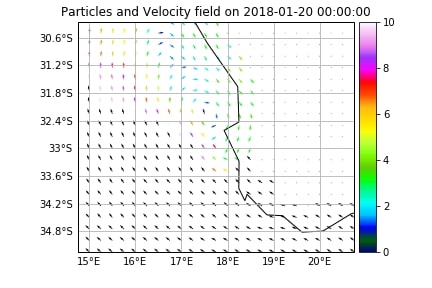 Particles and Velocity field on 2018-01-20 00:00:00
30.6°S
31.2°S
31.8°S
32.4°S
33°S
33.6°S
34.2°S
34.8°S
15°E 16°E 17°E 18°E 19°E 20°E
10
8
6
4
2
0